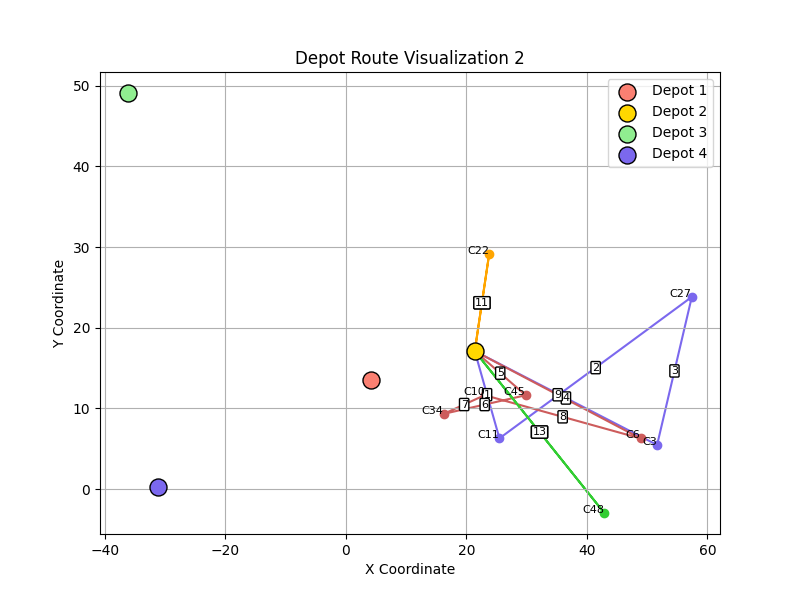 Depot Route Visualization 2
Depot 1
Depot 2
Depot 3
Depot 4
Y Coordinate
50
40
30
20
10
0
C22
11
C27
5
2
3
C10
1
C45
9
4
C34
7
6
8
C11
13
C6
C3
C48
−40
−20
0
20
40
60
X Coordinate